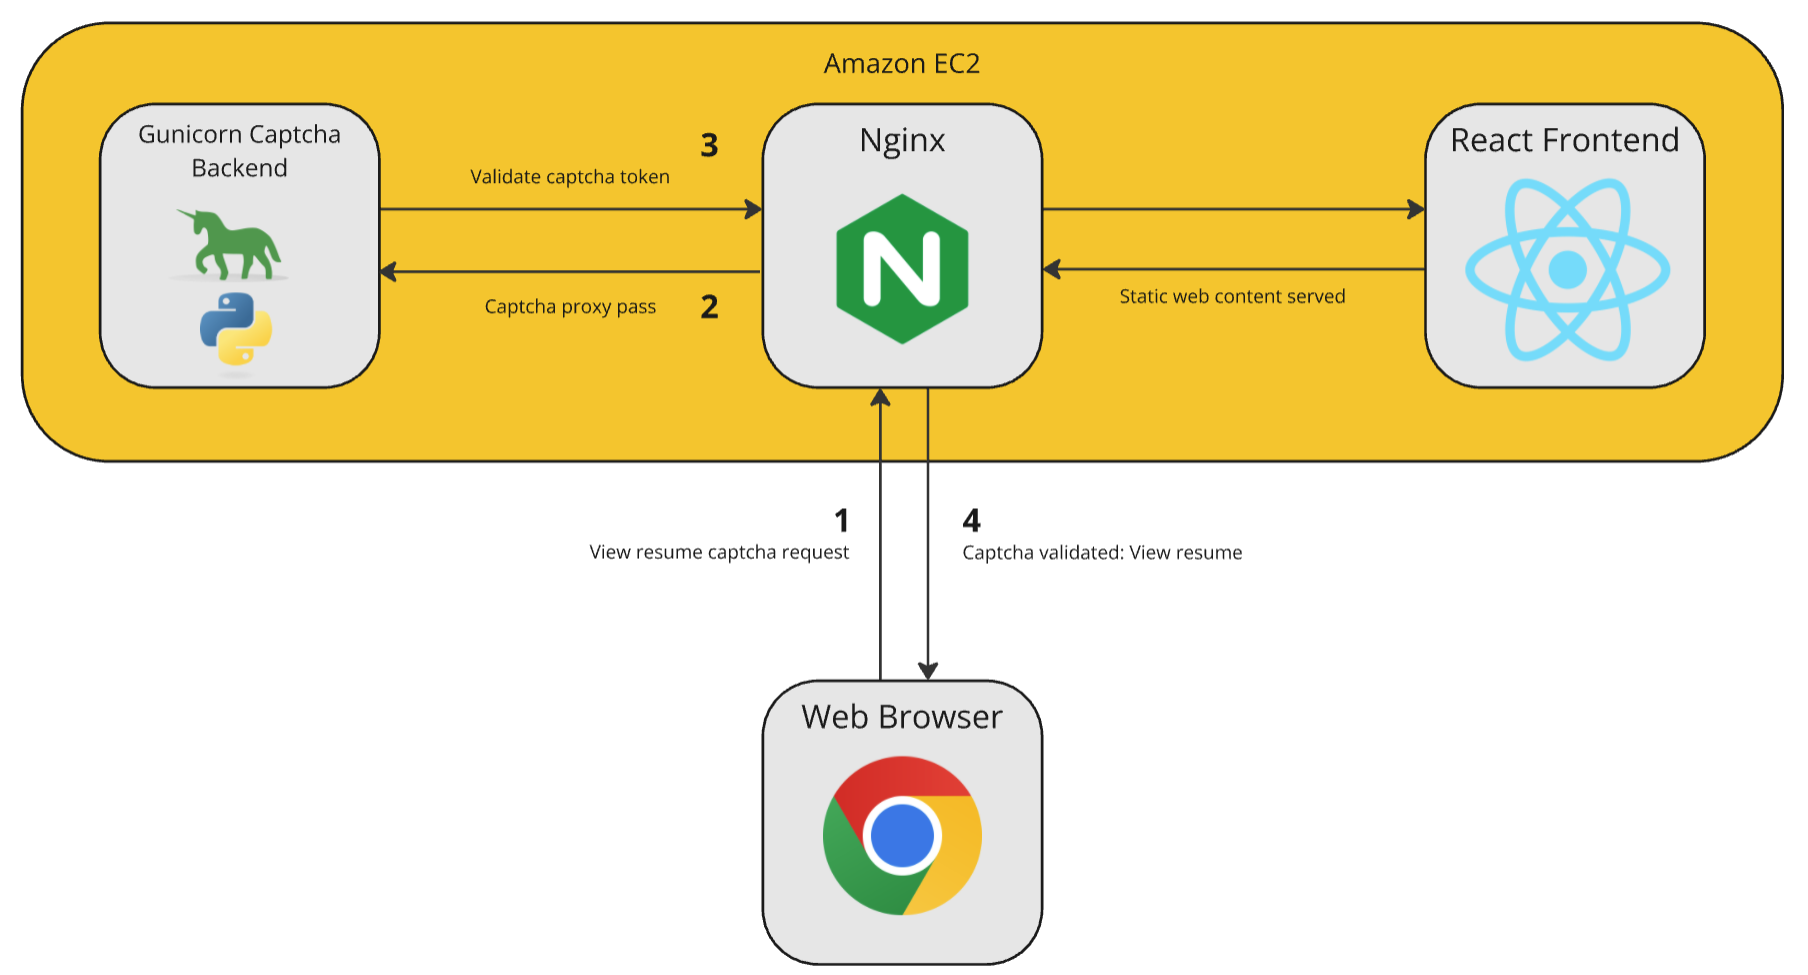 Amazon EC2
Gunicorn Captcha
Backend
3
Validate captcha token
Captcha proxy pass
2
Nginx
N
React Frontend
Static web content served
1
View resume captcha request
4
Captcha validated: View resume
Web Browser